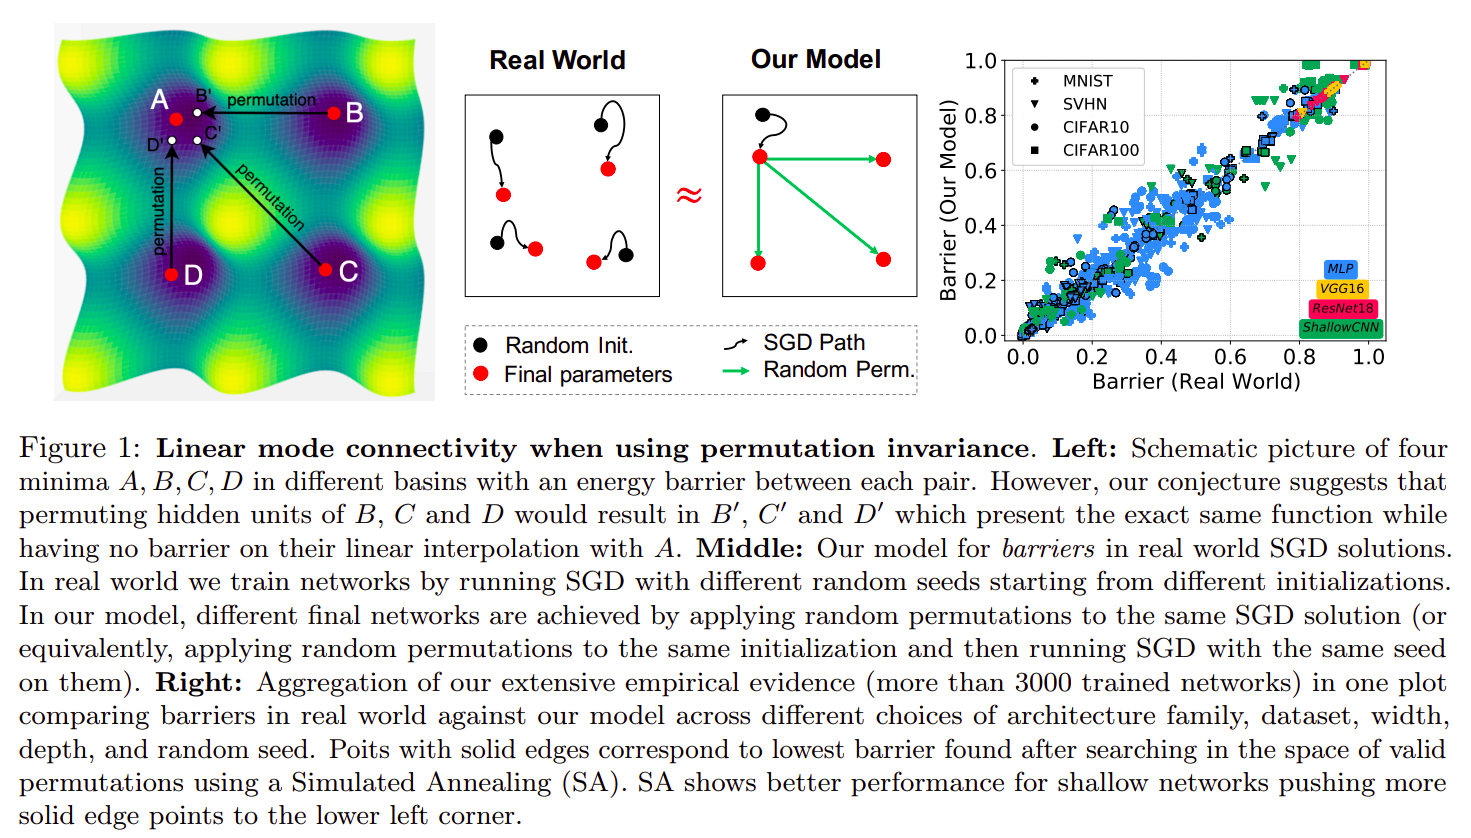 A
B'
permutation
B
D'
C'
permutation
permutation
D
C
Real World
Our Model
≈
Random Init.
SGD Path
Final parameters
Random Perm.
Barrier (Our Model)
1.0
0.8
0.6
0.4
0.2
0.0
MNIST
SVHN
CIFAR10
CIFAR100
MLP
VGG16
ResNet18
ShallowCNN
0.0 0.2 0.4 0.6 0.8 1.0
Barrier (Real World)
Figure 1: Linear mode connectivity when using permutation invariance. Left: Schematic picture of four
minima A, B, C, D in different basins with an energy barrier between each pair. However, our conjecture suggests that
permuting hidden units of B, C and D would result in B′, C′ and D′ which present the exact same function while
having no barrier on their linear interpolation with A. Middle: Our model for barriers in real world SGD solutions.
In real world we train networks by running SGD with different random seeds starting from different initializations.
In our model, different final networks are achieved by applying random permutations to the same SGD solution (or
equivalently, applying random permutations to the same initialization and then running SGD with the same seed
on them). Right: Aggregation of our extensive empirical evidence (more than 3000 trained networks) in one plot
comparing barriers in real world against our model across different choices of architecture family, dataset, width,
depth, and random seed. Poits with solid edges correspond to lowest barrier found after searching in the space of valid
permutations using a Simulated Annealing (SA). SA shows better performance for shallow networks pushing more
solid edge points to the lower left corner.